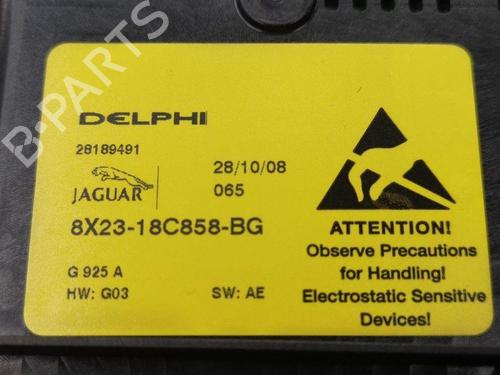 DELPHI
28189491
28/10/08
JAGUAR
065
8X23-18C858-BG
G 925 A
HW: G03
SW: AE
ATTENTION!
Observe Precautions
for Handling!
Electrostatic Sensitive
Devices!
B-PARTS